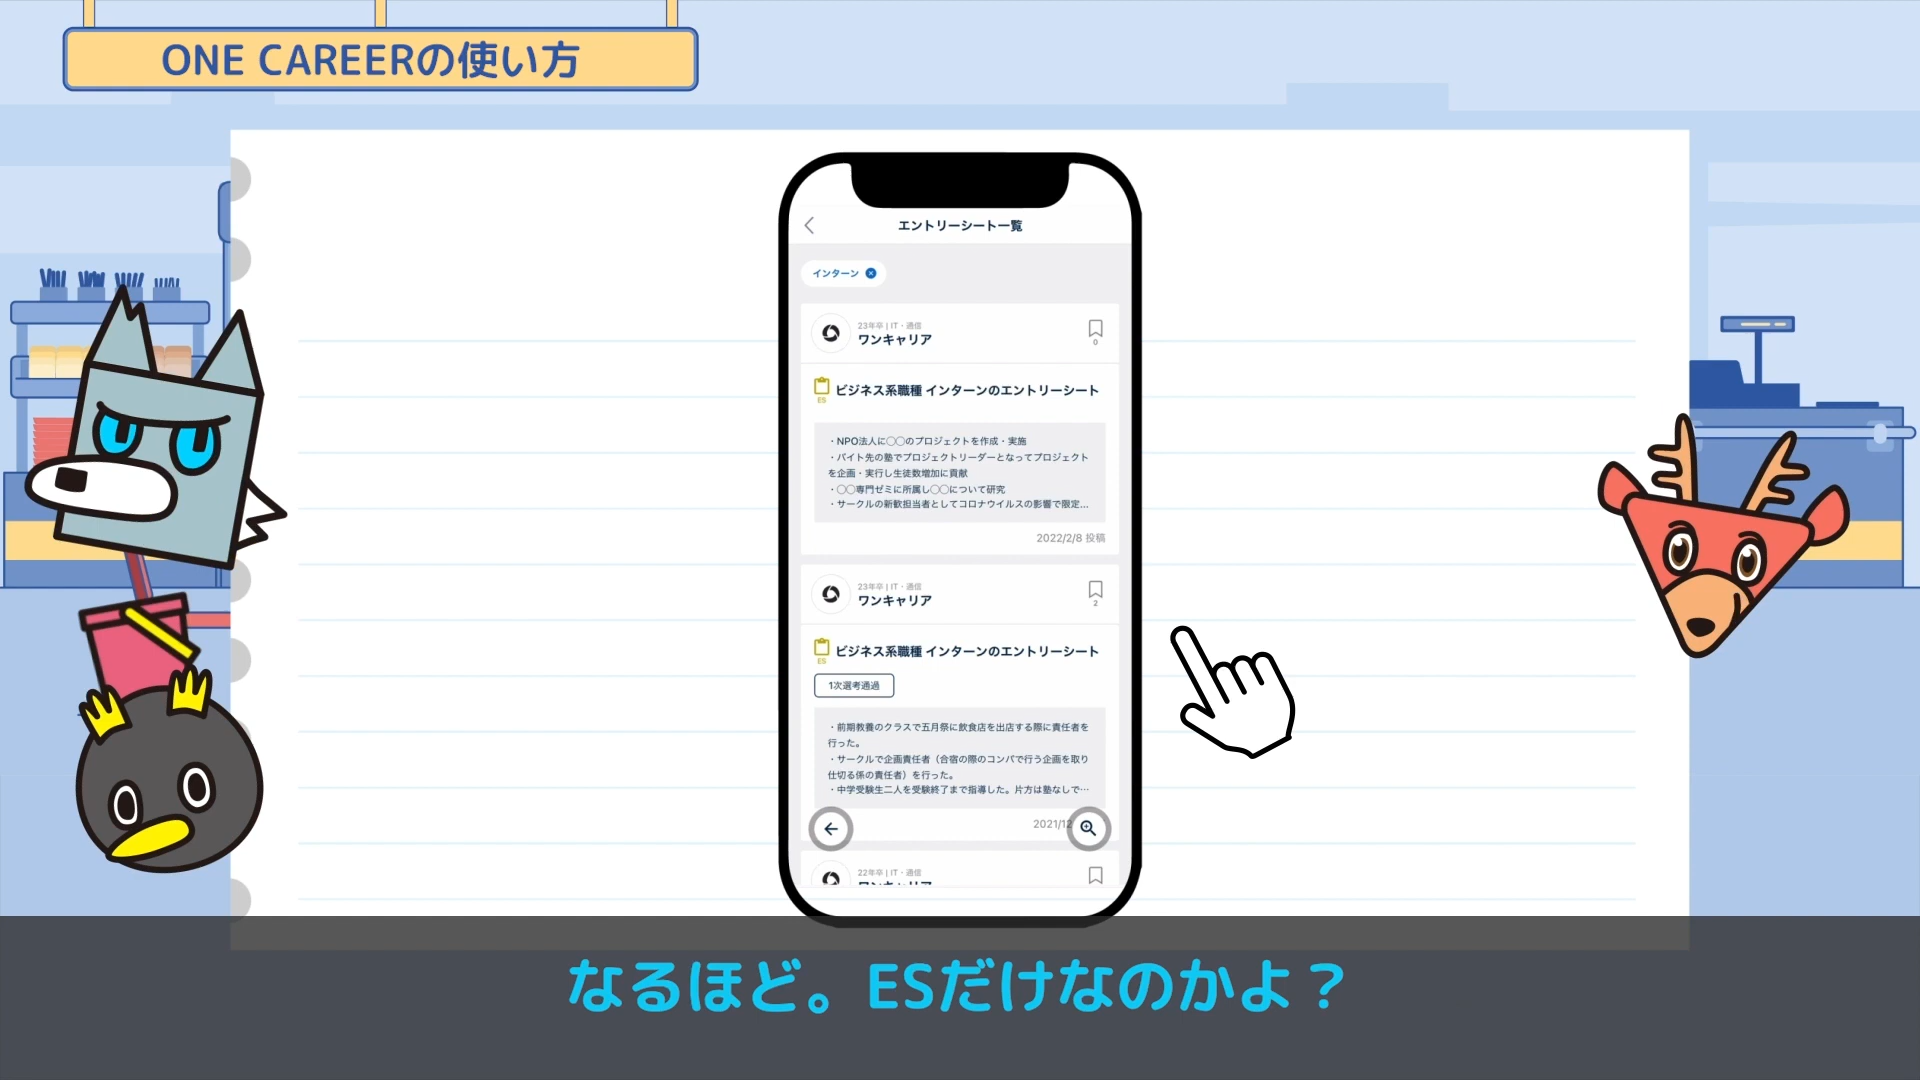 ONE CAREERの使い方
エントリーシート一覧
インターン
23年卒 | IT・通信
ワンキャリア
0
ES
ビジネス系職種 インターンのエントリーシート
・NPO法人に〇〇のプロジェクトを作成・実施
・バイト先の塾でプロジェクトリーダーとなってプロジェクト
を企画・実行し生徒数増加に貢献
・〇〇専門ゼミに所属し〇〇について研究
・サークルの新歓担当者としてコロナウイルスの影響で限定...
2022/2/8 投稿
23年卒 | IT・通信
ワンキャリア
2
ES
ビジネス系職種 インターンのエントリーシート
1次選考通過
・前期教養のクラスで五月祭に飲食店を出店する際に責任者を
行った。
・サークルで企画責任者（合宿の際のコンパで行う企画を取り
仕切る係の責任者）を行った。
・中学受験生二人を受験終了まで指導した。片方は塾なしで…
2021/12
22年卒 | IT・通信
なるほど。ESだけなのかよ？